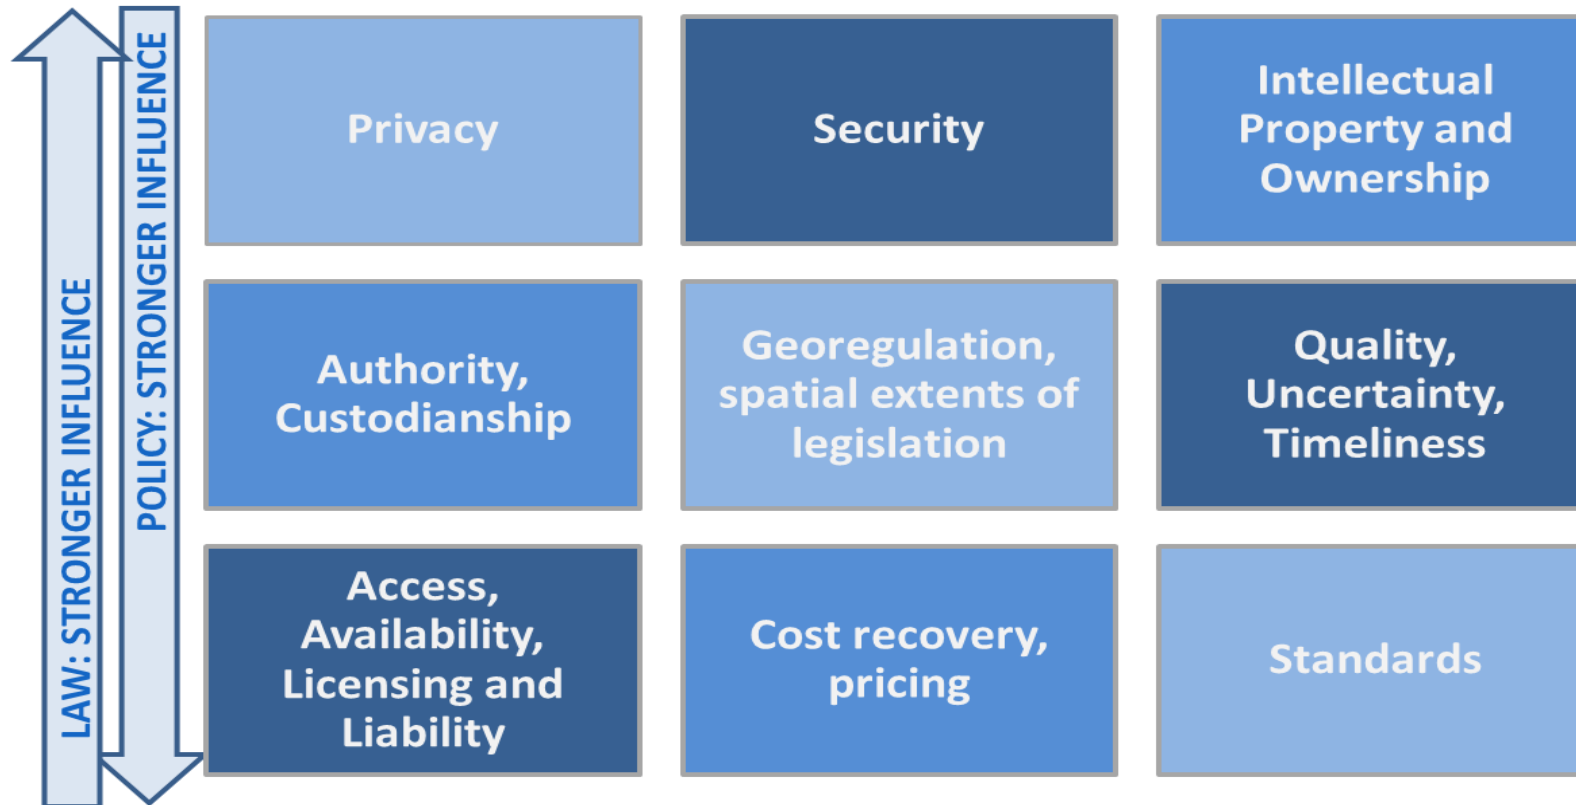 LAW: STRONGER INFLUENCE
POLICY: STRONGER INFLUENCE
Privacy
Security
Intellectual
Property and
Ownership
Authority,
Custodianship
Georegulation,
spatial extents of
legislation
Quality,
Uncertainty,
Timeliness
Access,
Availability,
Licensing and
Liability
Cost recovery,
pricing
Standards